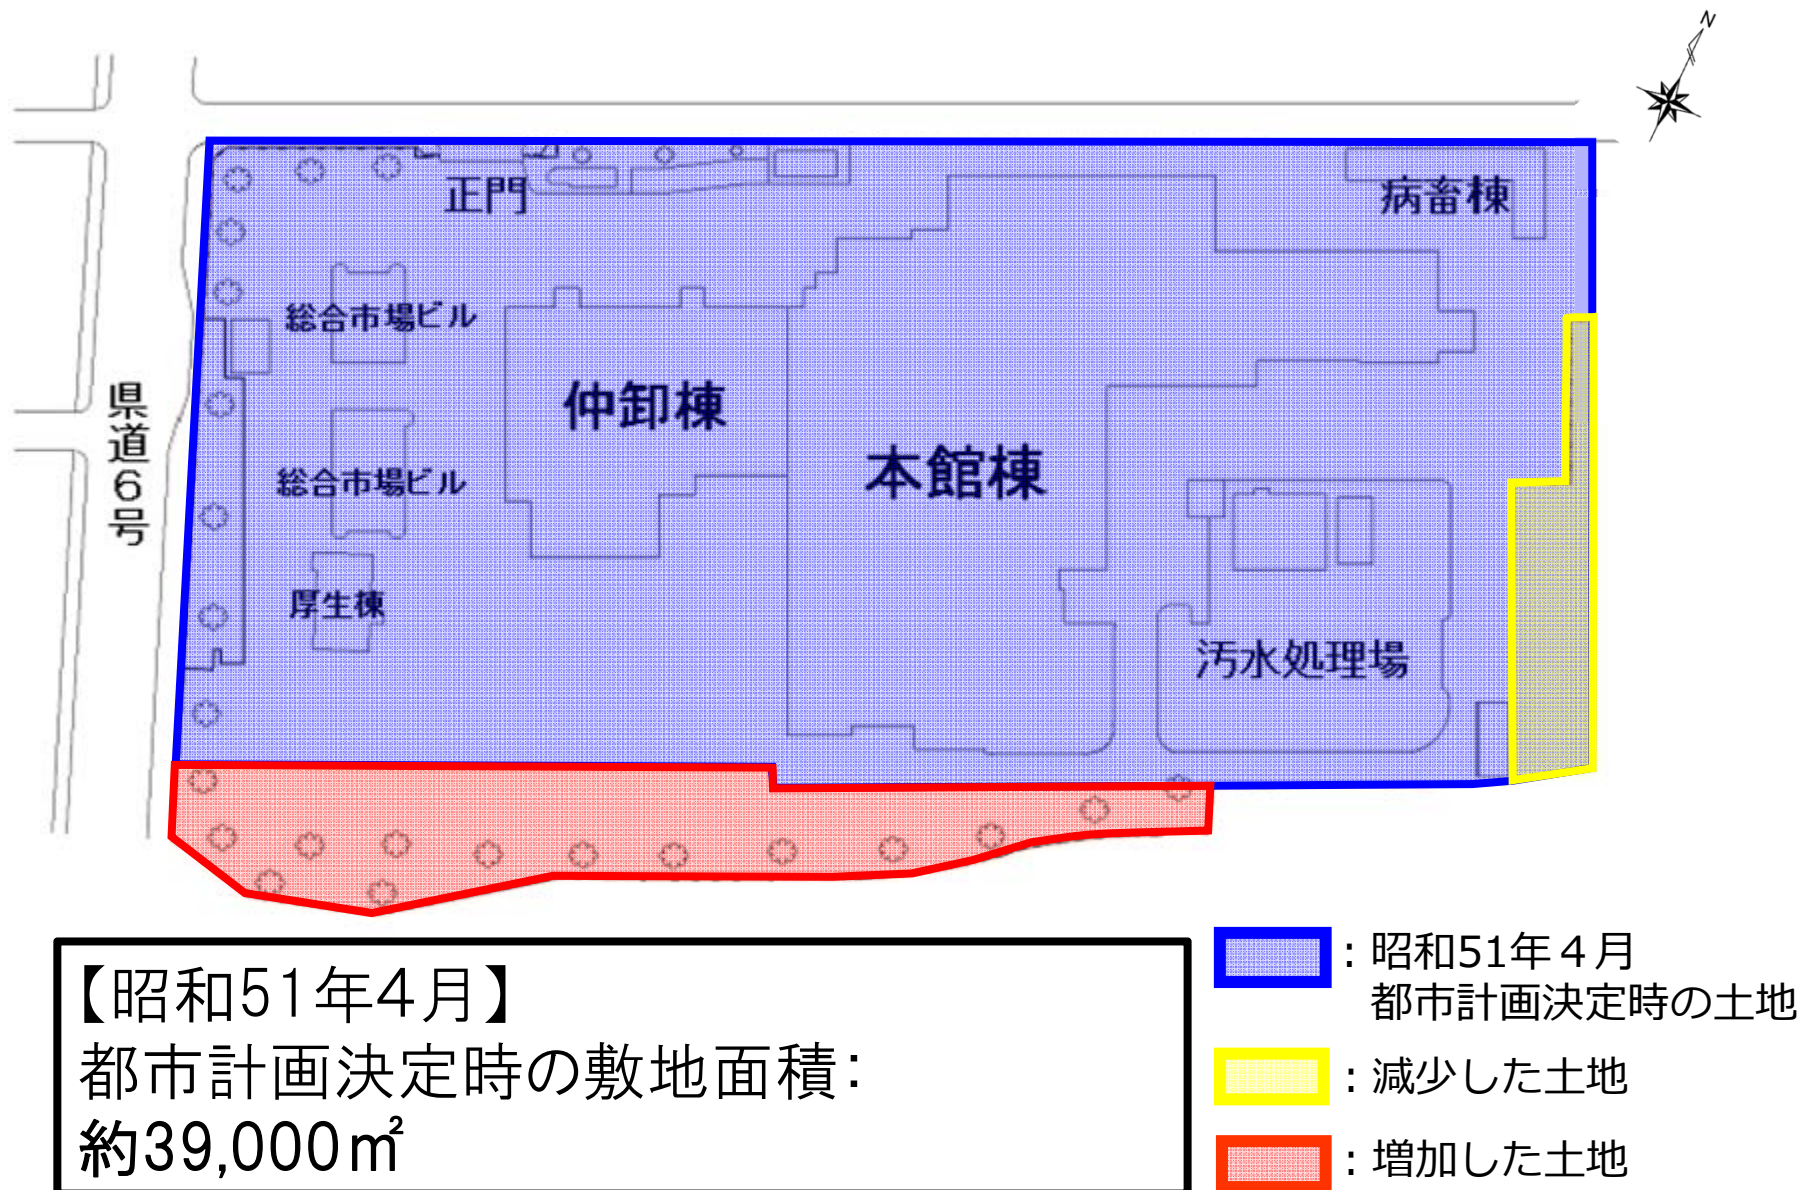 N
正門
病畜棟
総合市場ビル
仲卸棟
県道6号
本館棟
総合市場ビル
厚生棟
汚水処理場
【昭和51年4月】
都市計画決定時の敷地面積：
約39,000㎡
：昭和51年４月
都市計画決定時の土地
：減少した土地
：増加した土地